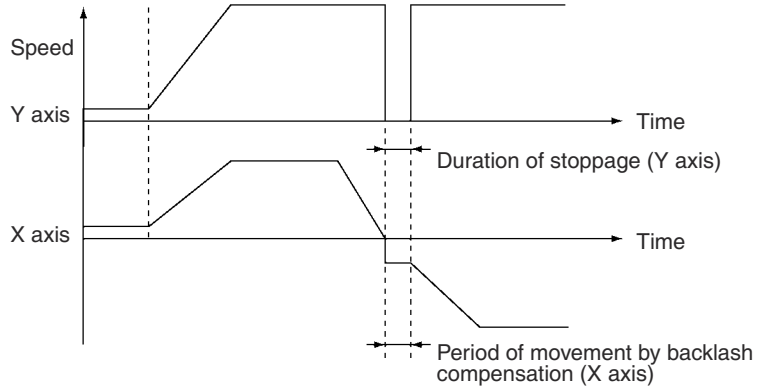 Speed
Y axis
Time
Duration of stoppage (Y axis)
X axis
Time
Period of movement by backlash
compensation (X axis)